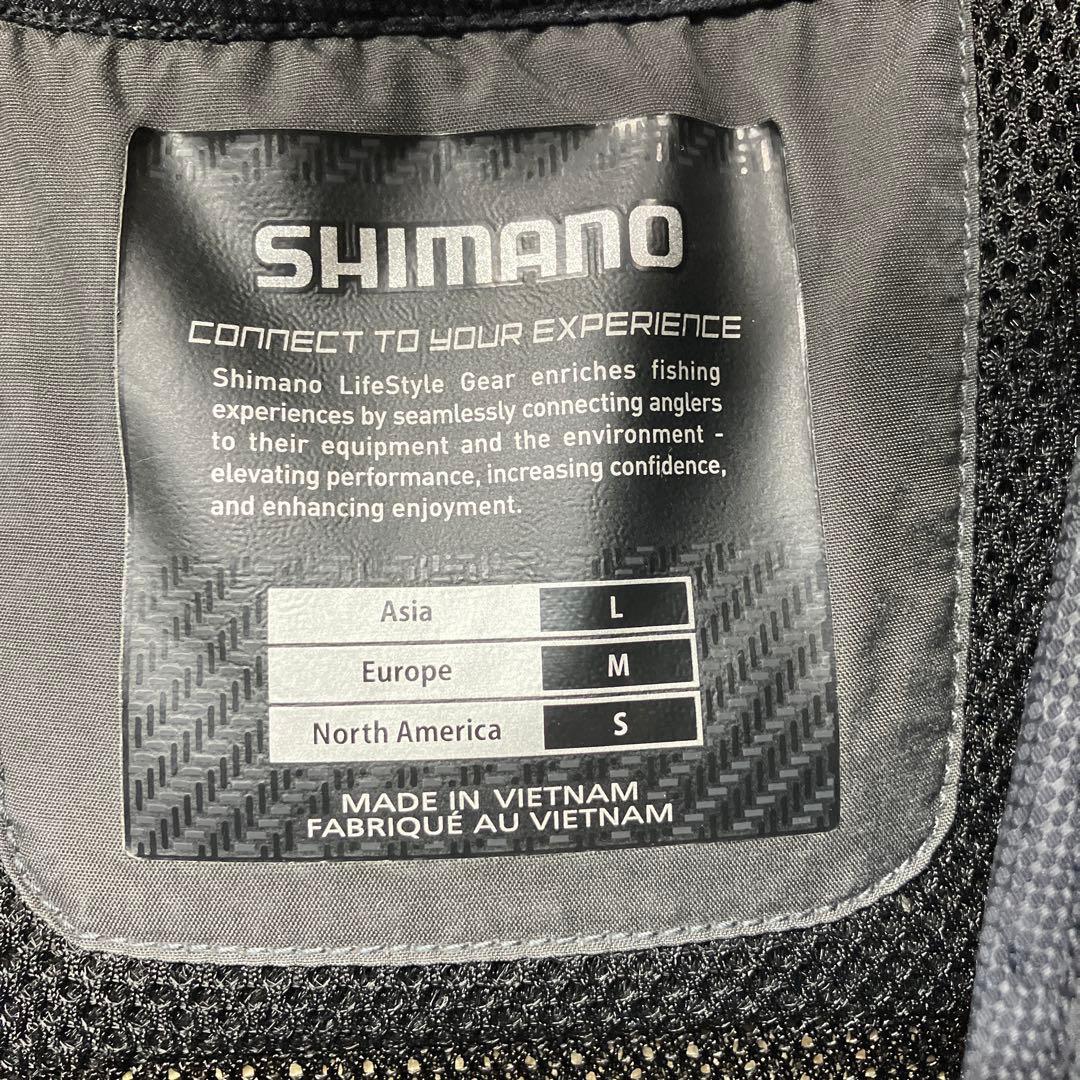 SHIMANO
CONNECT TO YOUR EXPERIENCE
Shimano LifeStyle Gear enriches fishing
experiences by seamlessly connecting anglers
to their equipment and the environment -
elevating performance, increasing confidence,
and enhancing enjoyment.
Asia L
Europe M
North America S
MADE IN VIETNAM
FABRIQUÉ AU VIETNAM